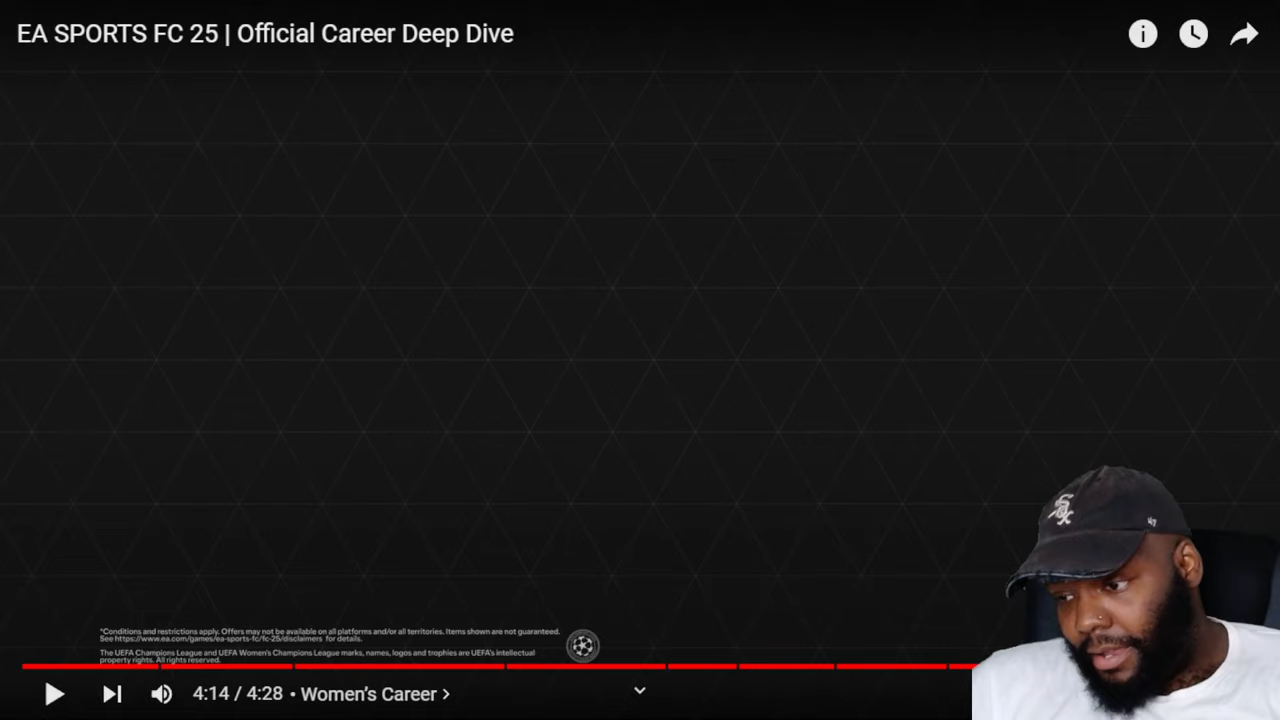 EA SPORTS FC 25 | Official Career Deep Dive
*Conditions and restrictions apply. Offers may not be available on all platforms and/or all territories. Items shown are not guaranteed.
See https://www.ea.com/games/ea-sports-fc/fc-25/disclaimers for details.
The UEFA Champions League and UEFA Women's Champions League marks, names, logos and trophies are UEFA's intellectual
property rights. All rights reserved.
4:14 / 4:28 • Women's Career >
Sox
47